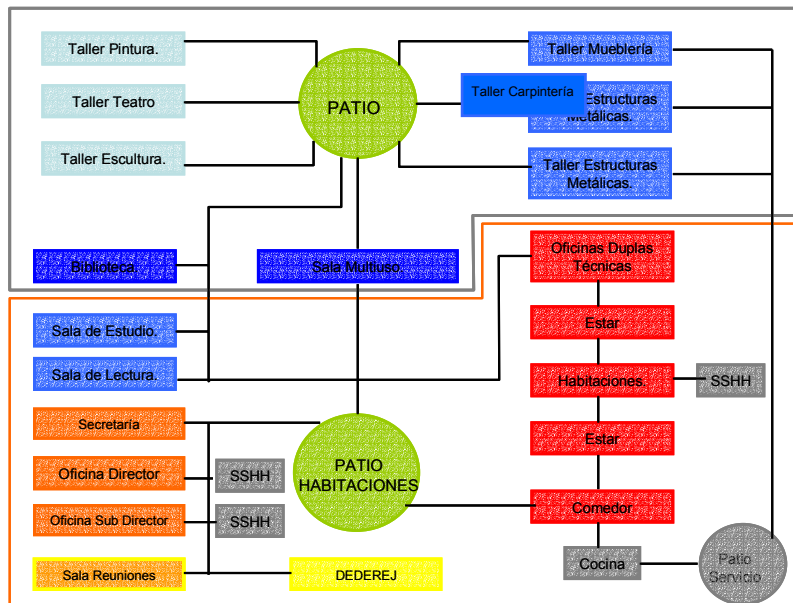 Taller Pintura.
Taller Teatro
Taller Escultura.
PATIO
Taller Mueblería
Taller Carpintería
Estructuras
Metálicas.
Taller Estructuras
Metálicas.
Biblioteca.
Sala Multiuso.
Oficinas Duplas
Técnicas
Sala de Estudio.
Estar
Sala de Lectura.
Habitaciones
SSHH
Secretaría
Estar
Oficina Director
SSHH
PATIO
HABITACIONES
Oficina Sub Director
SSHH
Comedor
Sala Reuniones
DEDEREJ
Cocina
Patio
Servicio